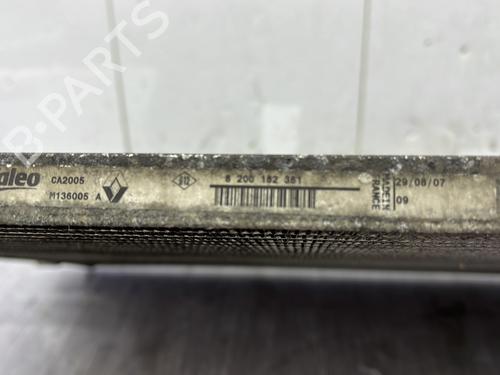 B-PARTS
Valeo CA2005
M136005 A
8 200 182 361
MADE IN FRANCE
29/08/07
09